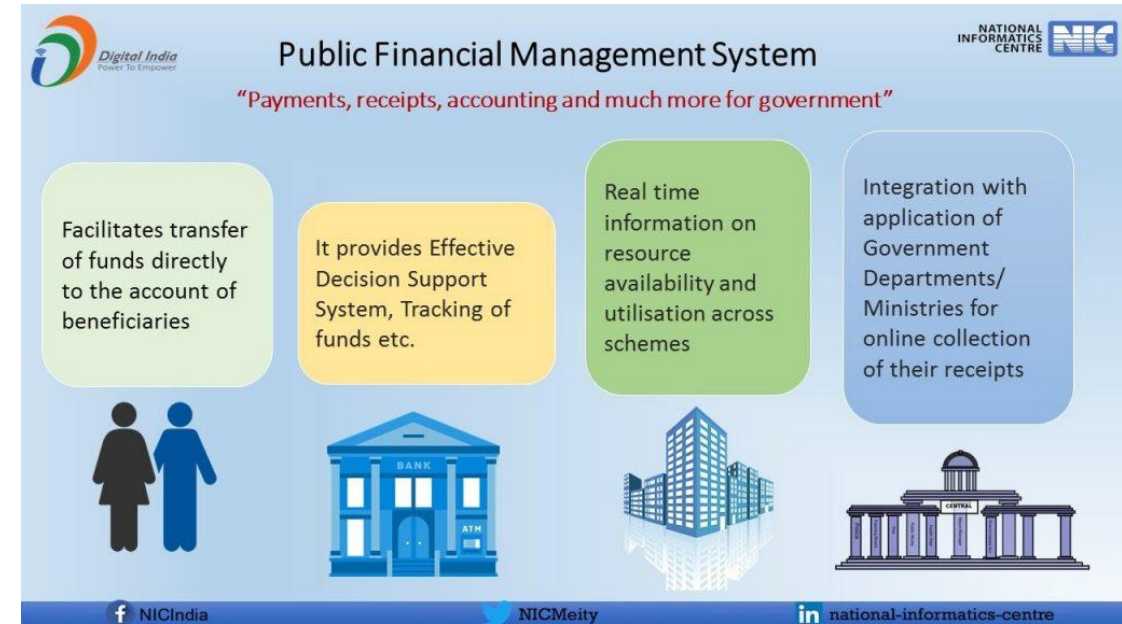 Digital India
Power To Empower
NATIONAL
INFORMATICS
CENTRE
NIC
Public Financial Management System
“Payments, receipts, accounting and much more for government”
Facilitates transfer
of funds directly
to the account of
beneficiaries
It provides Effective
Decision Support
System, Tracking of
funds etc.
Real time
information on
resource
availability and
utilisation across
schemes
Integration with
application of
Government
Departments/
Ministries for
online collection
of their receipts
BANK
ATM
CENTRAL
f NICIndia
NICMeity
in national-informatics-centre